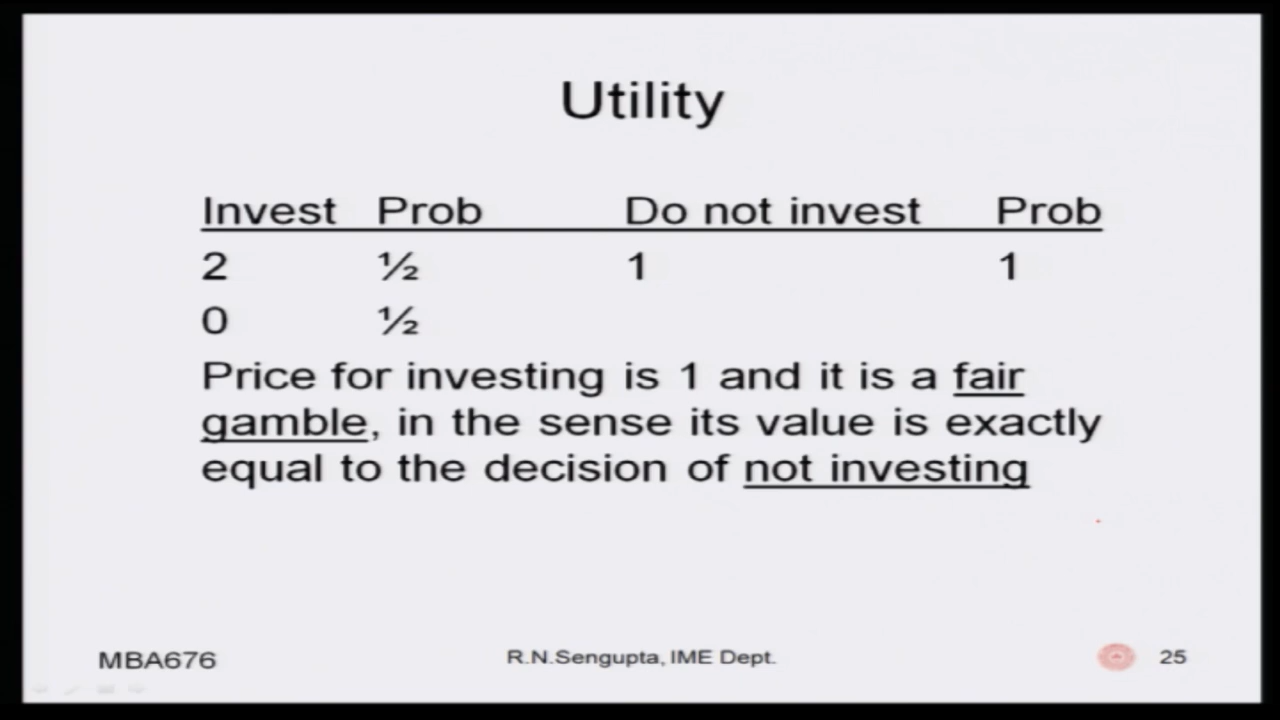 Utility
Invest Prob Do not invest Prob
2 ½ 1 1
0 ½
Price for investing is 1 and it is a fair
gamble, in the sense its value is exactly
equal to the decision of not investing
MBA676 R.N.Sengupta, IME Dept. 25